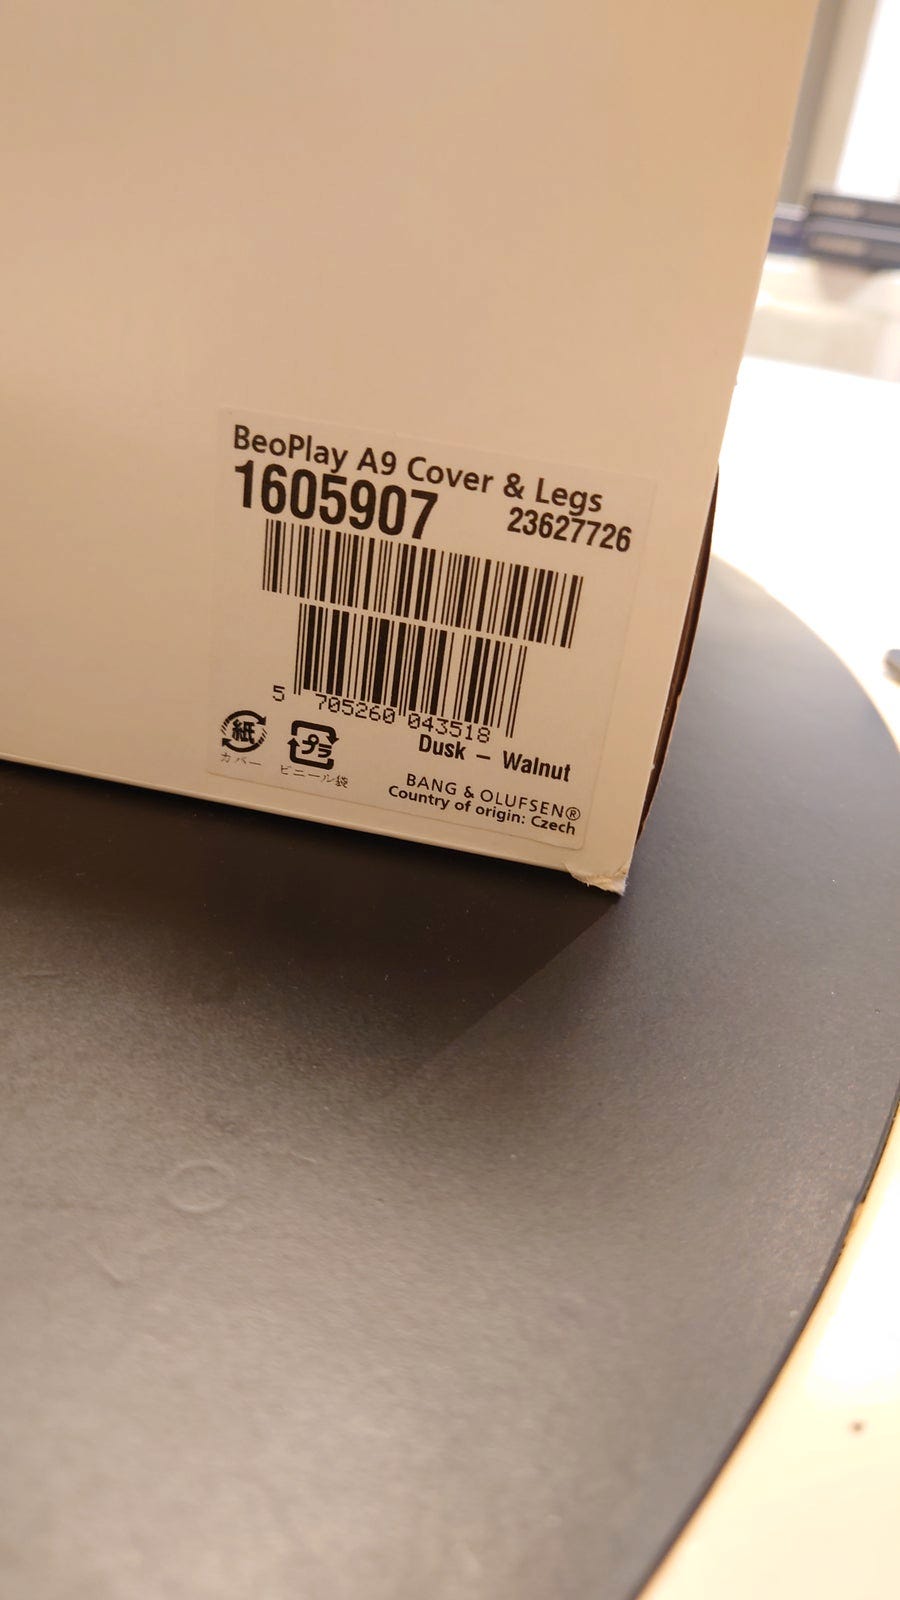 BeoPlay A9 Cover & Legs
1605907
23627726
5 705260 043518
Dusk – Walnut
紙
プラ
カバー
ビニール袋
BANG & OLUFSEN®
Country of origin: Czech